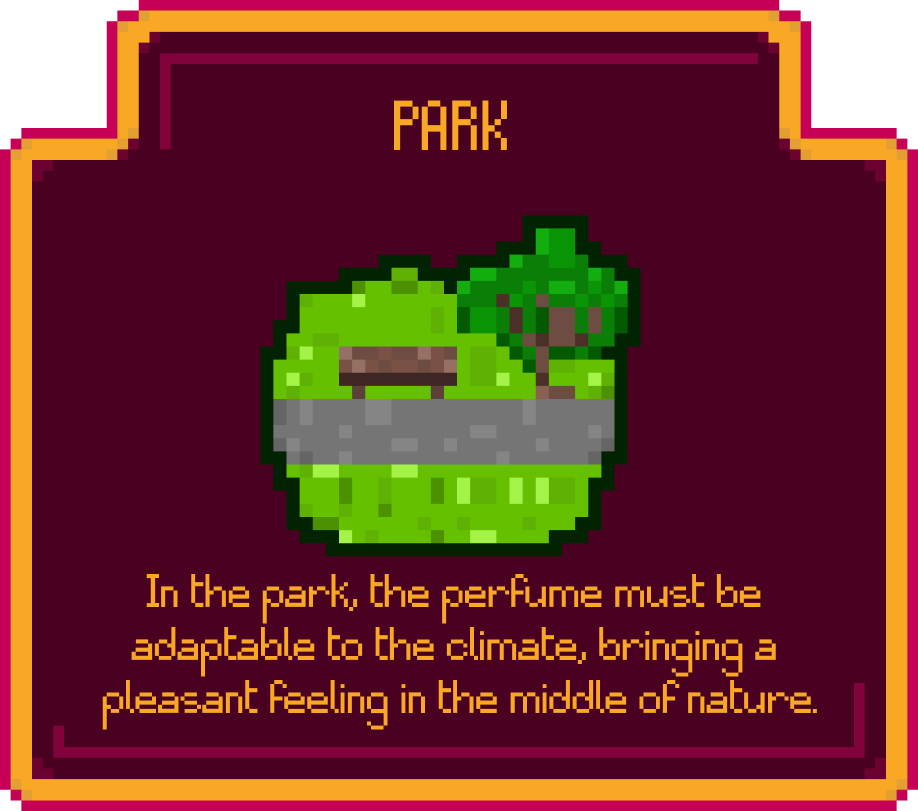 PARK
In the park, the perfume must be
adaptable to the climate, bringing a
pleasant feeling in the middle of nature.